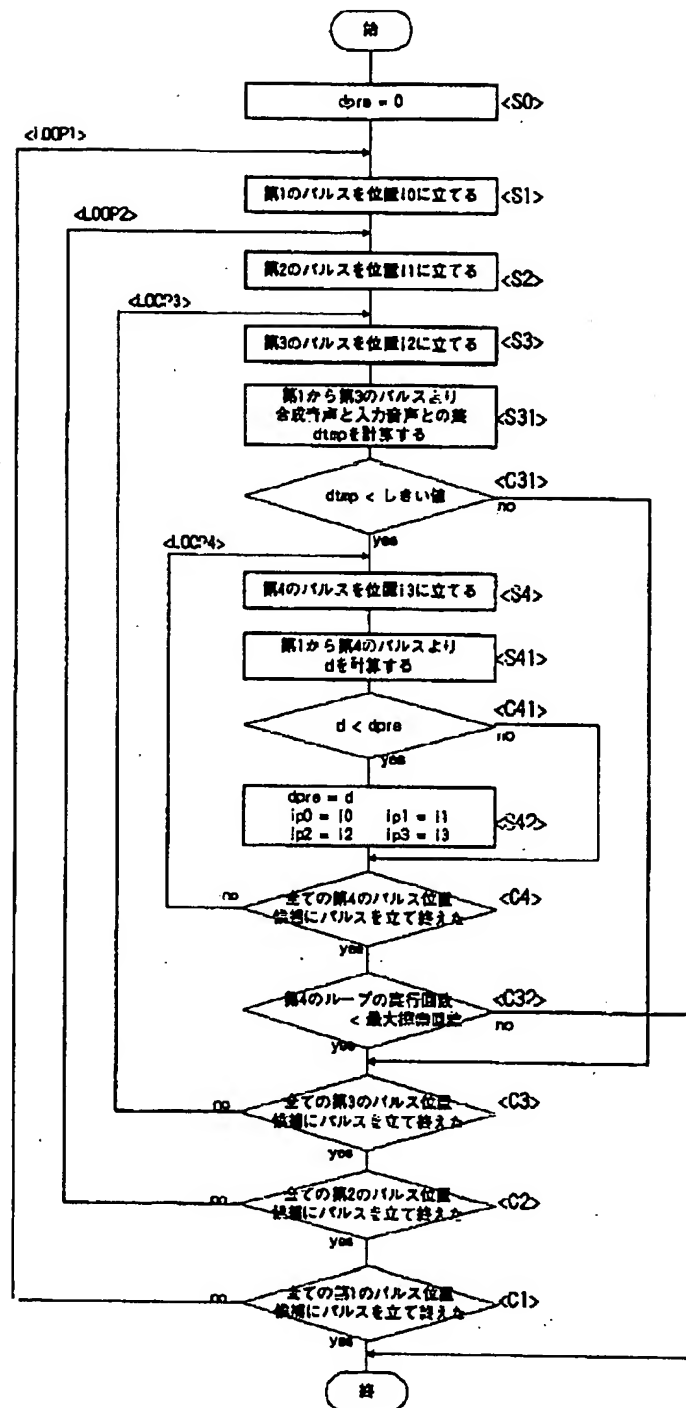 始
dpre = 0 <S0>
<LOOP1>
第1のパルスを位置i0に立てる <S1>
<LOOP2>
第2のパルスを位置i1に立てる <S2>
<LOOP3>
第3のパルスを位置i2に立てる <S3>
第1から第3のパルスより
合成音声と入力音声との差
dtmpを計算する
<S31>
<C31>
dtmp < しきい値
no
yes
<LOOP4>
第4のパルスを位置i3に立てる <S4>
第1から第4のパルスより
dを計算する
<S41>
<C41>
d < dpre
no
yes
dpre = d
ip0 = i0 ip1 = i1
ip2 = i2 ip3 = i3
<S42>
全ての第4のパルス位置
候補にパルスを立て終えた
<C4>
no
yes
第4のループの実行回数
< 最大探索回数
<C32>
no
yes
全ての第3のパルス位置
候補にパルスを立て終えた
<C3>
no
yes
全ての第2のパルス位置
候補にパルスを立て終えた
<C2>
no
yes
全ての第1のパルス位置
候補にパルスを立て終えた
<C1>
no
yes
終